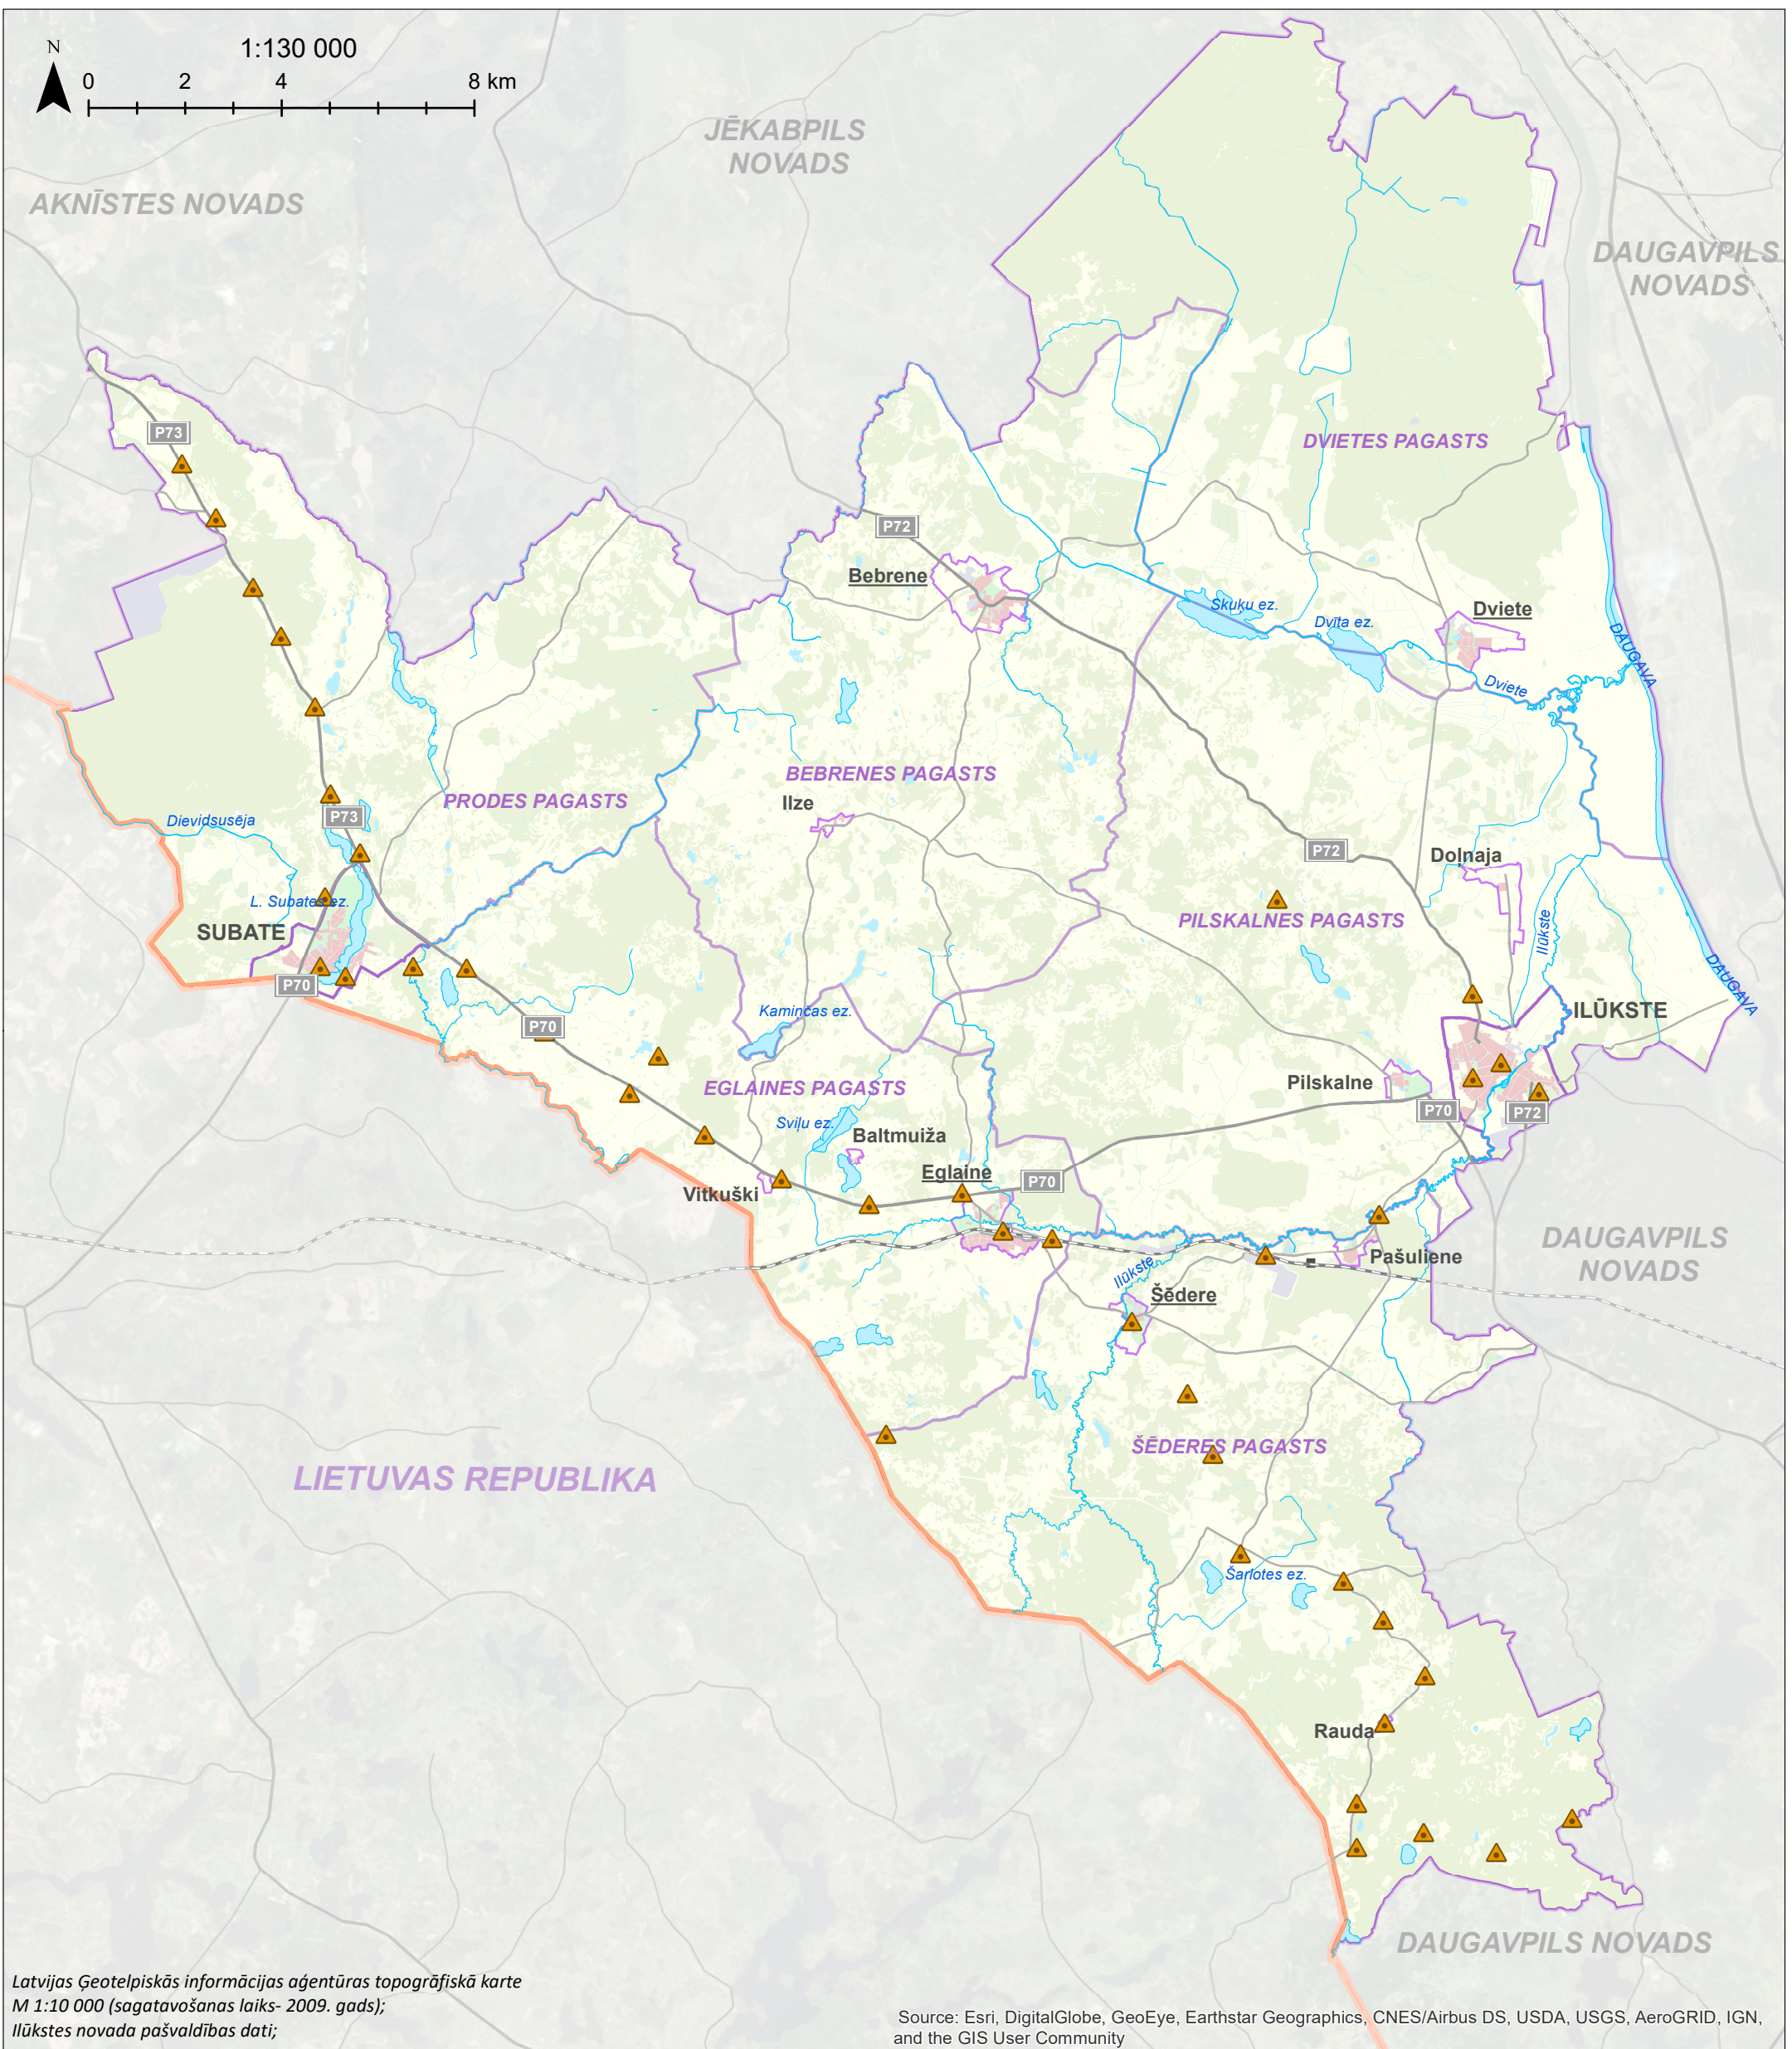 N
1:130 000
0 2 4 8 km
JĒKABPILS
NOVADS
AKNĪSTES NOVADS
DAUGAVPILS
NOVADS
P73
DVIETES PAGASTS
P72
Bebrene
Skuku ez.
Dviete
Dvīta ez.
DAUGAVA
Dviete
BEBRENES PAGASTS
PRODES PAGASTS
Ilze
P73
Dievidsusēja
P72
Doļnaja
L. Subates ez.
SUBATE
PILSKALNES PAGASTS
Ilūkste
P70
DAUGAVA
Kaminčas ez.
ILŪKSTE
P70
EGLAINES PAGASTS
Pilskalne
P70
P72
Sviļu ez.
Baltmuiža
Eglaine
P70
Vitkuški
DAUGAVPILS
NOVADS
Pašuliene
Ilūkste
Šēdere
ŠĒDERES PAGASTS
LIETUVAS REPUBLIKA
Šarlotes ez.
Rauda
DAUGAVPILS NOVADS
Latvijas Ģeotelpiskās informācijas aģentūras topogrāfiskā karte
M 1:10 000 (sagatavošanas laiks- 2009. gads);
Ilūkstes novada pašvaldības dati;
Source: Esri, DigitalGlobe, GeoEye, Earthstar Geographics, CNES/Airbus DS, USDA, USGS, AeroGRID, IGN,
and the GIS User Community